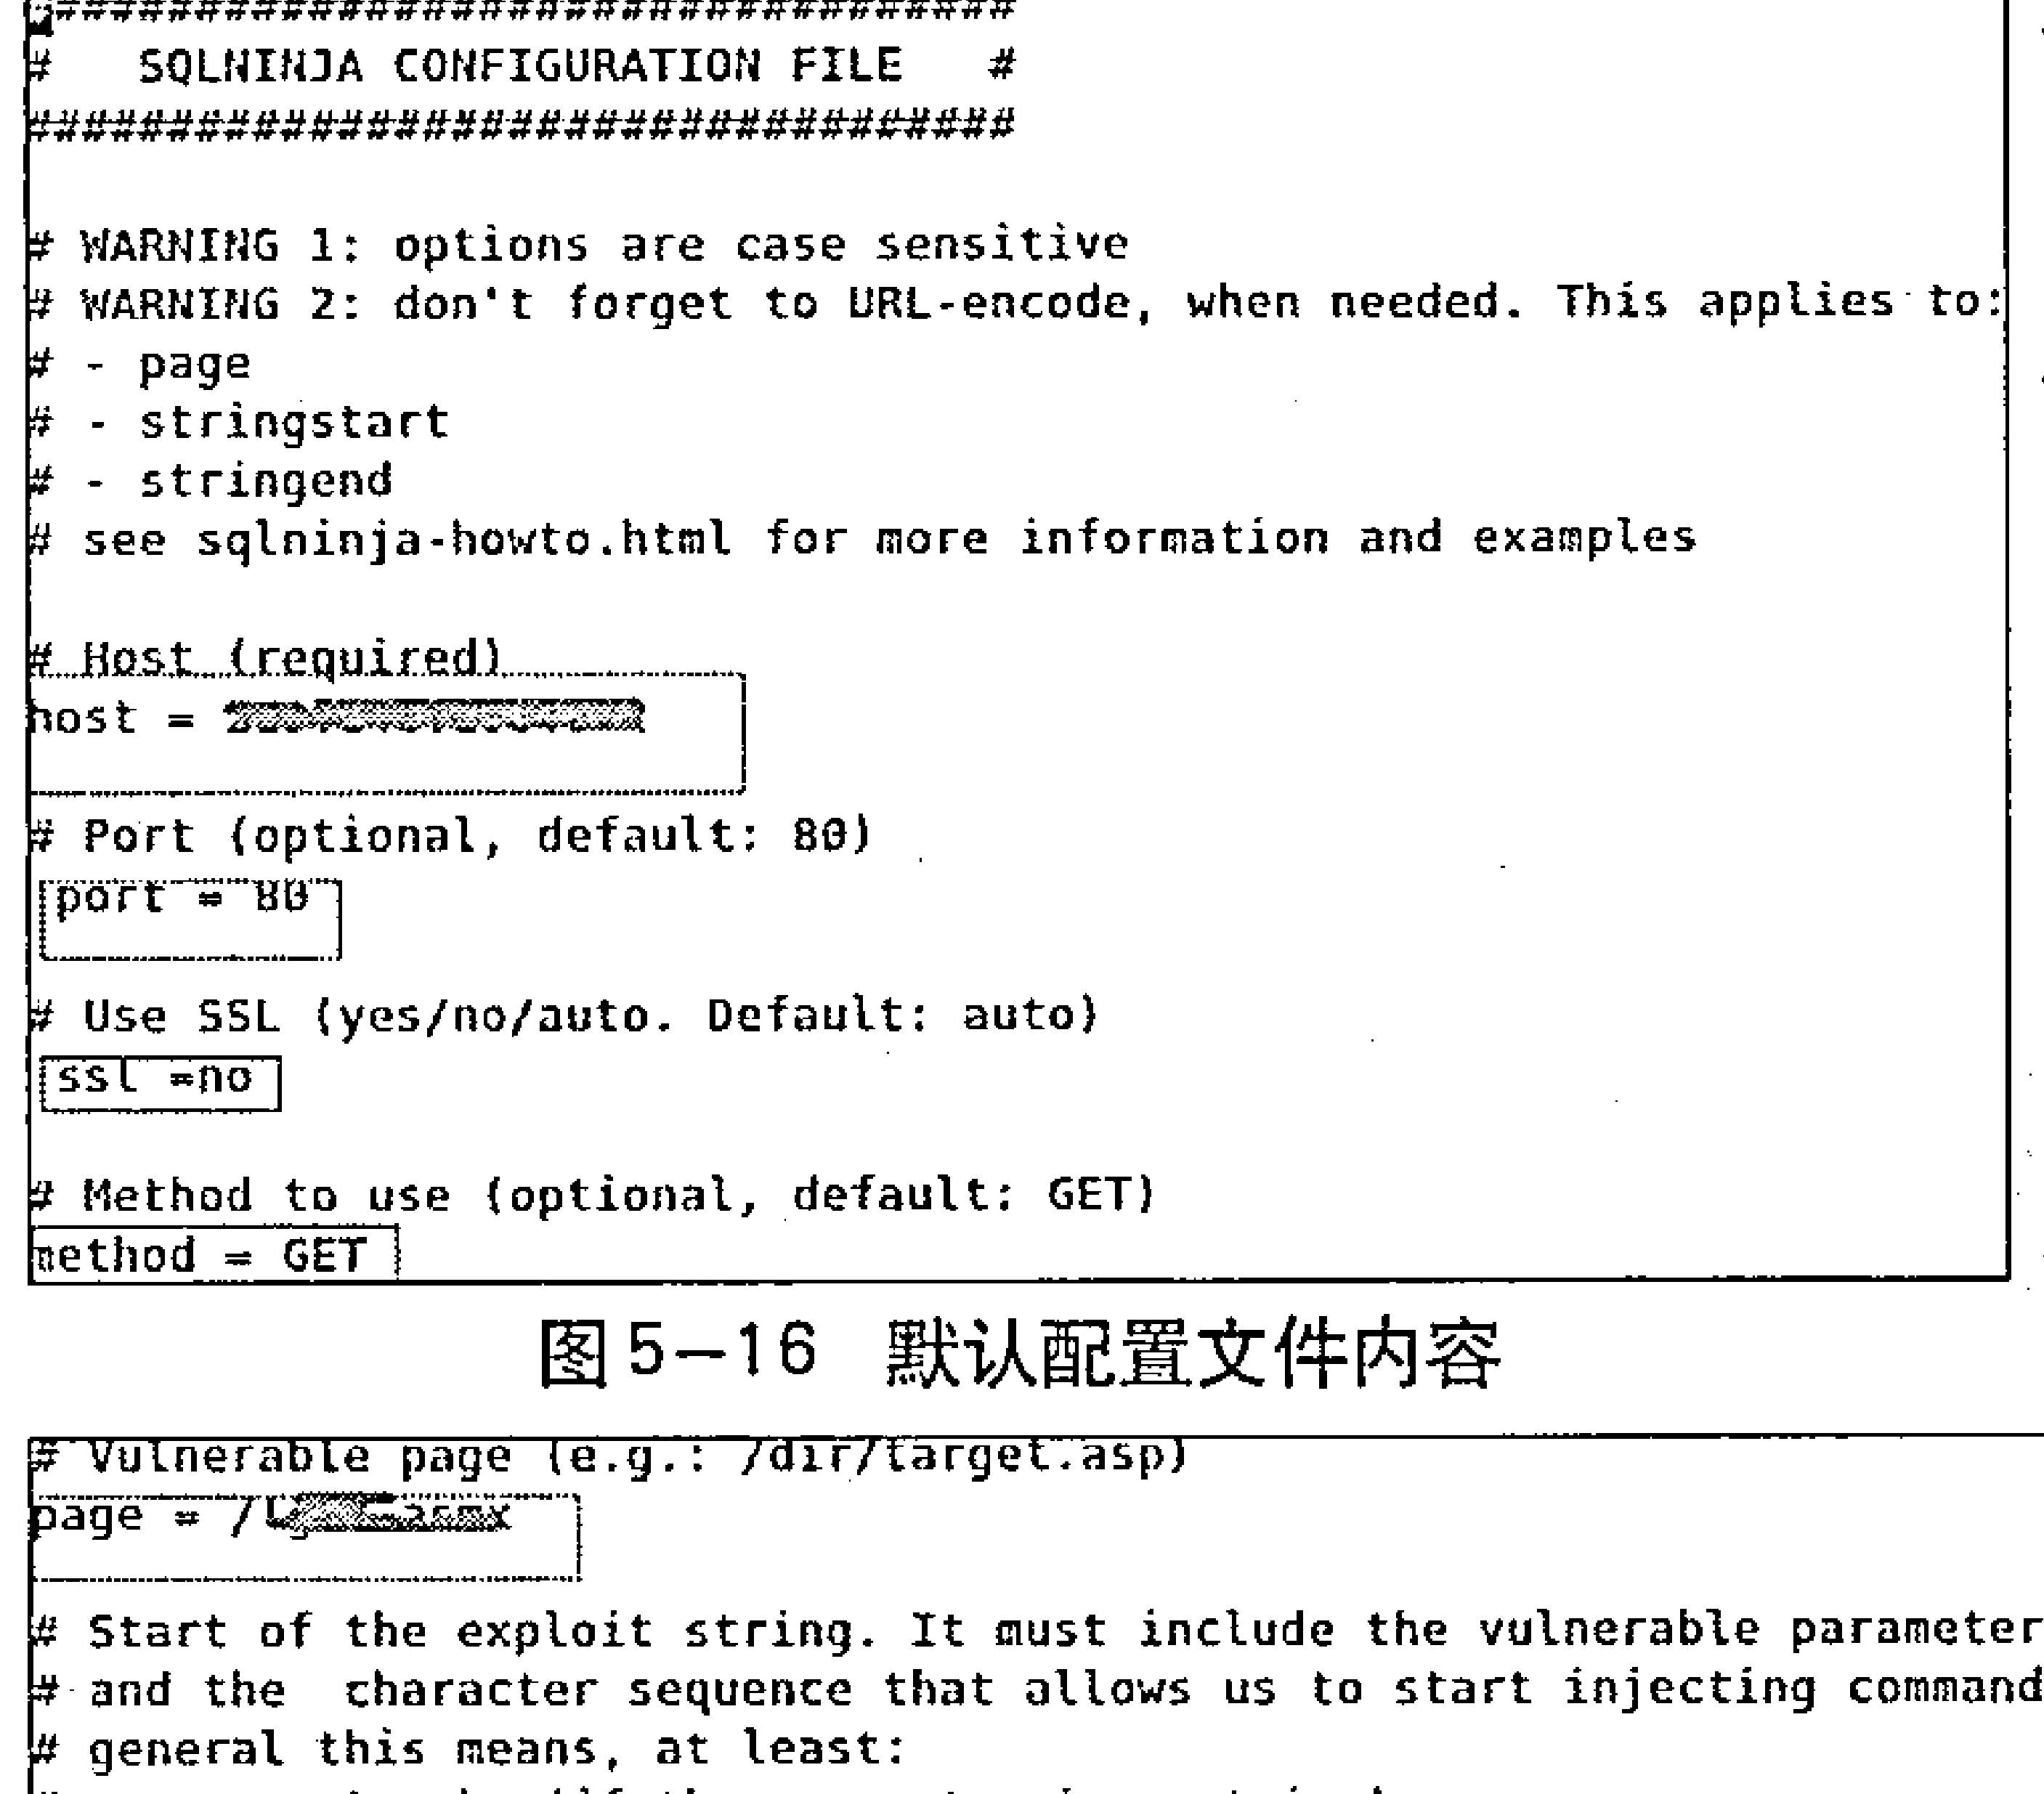 ###################################
#   SQLNINJA CONFIGURATION FILE   #
###################################
# WARNING 1: options are case sensitive
# WARNING 2: don't forget to URL-encode, when needed. This applies to:
# - page
# - stringstart
# - stringend
# see sqlninja-howto.html for more information and examples
# Host (required)
host =
# Port (optional, default: 80)
port = 80
# Use SSL (yes/no/auto. Default: auto)
ssl =no
# Method to use (optional, default: GET)
method = GET
图5-16 默认配置文件内容
# Vulnerable page (e.g.: /dir/target.asp)
page = /
# Start of the exploit string. It must include the vulnerable parameter
# and the  character sequence that allows us to start injecting command
# general this means, at least: